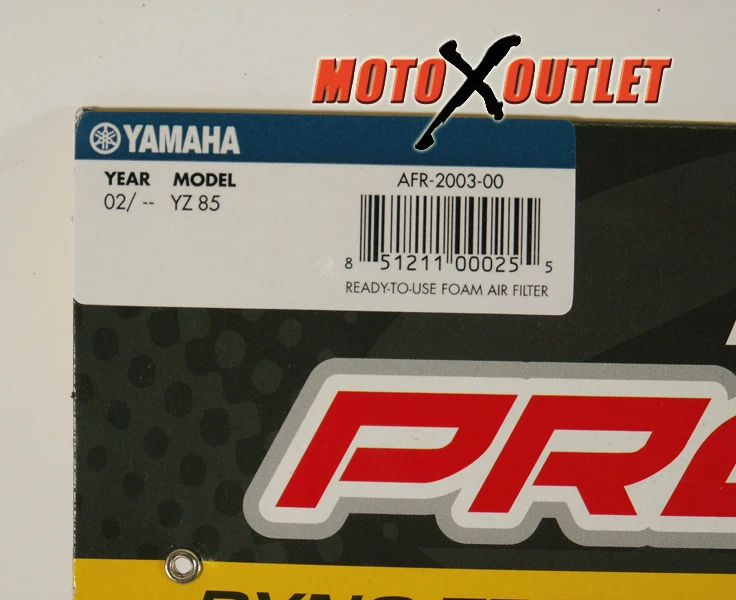 MOTO X OUTLET
YAMAHA
YEAR MODEL
02/ -- YZ 85
AFR-2003-00
8 51211 00025 5
READY-TO-USE FOAM AIR FILTER
PR